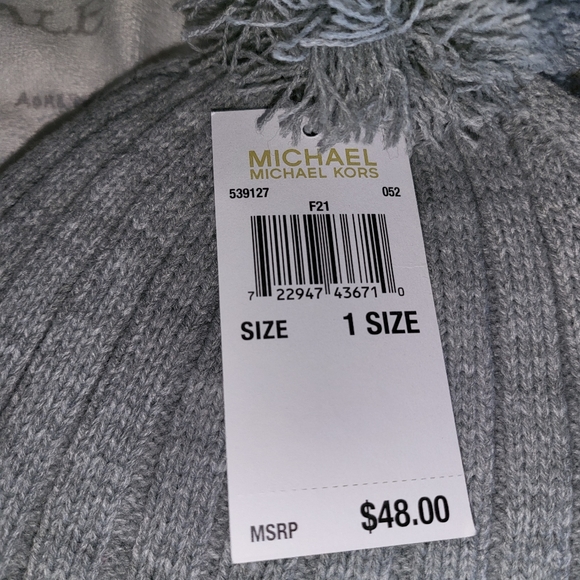 MICHAEL
MICHAEL KORS
539127 052
F21
7 22947 43671 0
SIZE 1 SIZE
MSRP $48.00